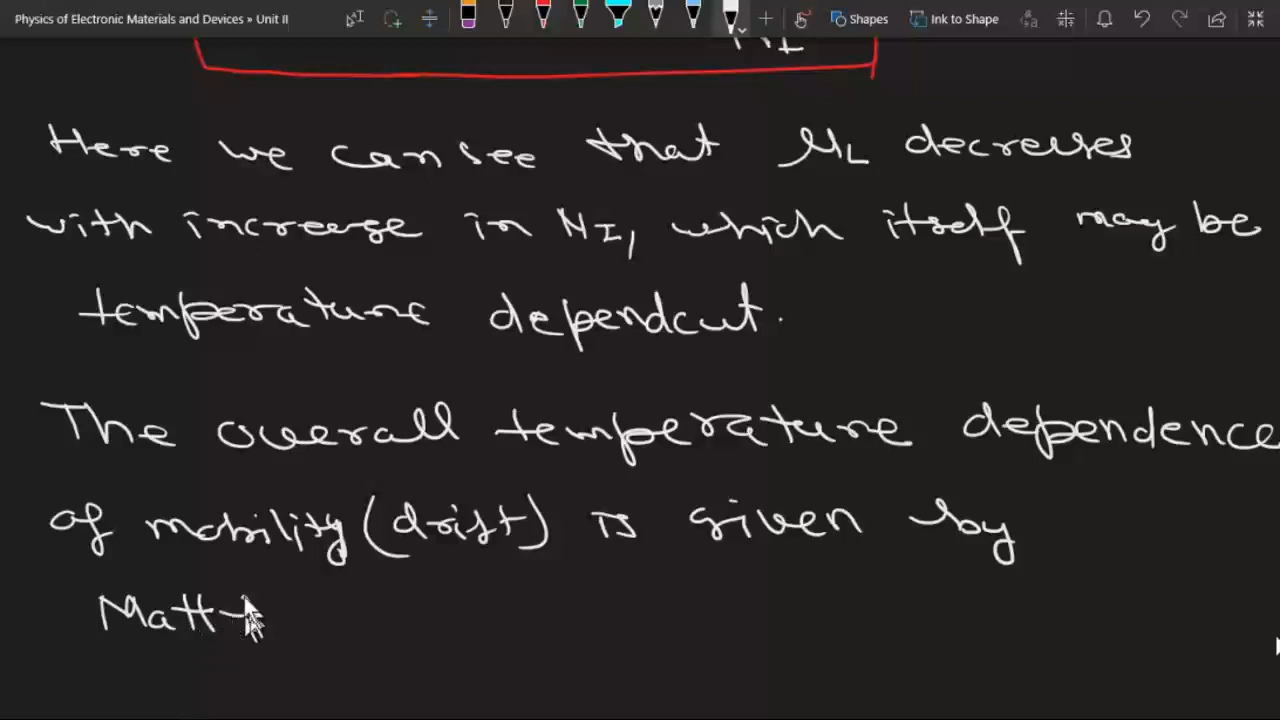 Physics of Electronic Materials and Devices » Unit II
Shapes
Ink to Shape
NI
Here we can see that μL decreases
with increase in NI, which itself may be
temperature dependent.
The overall temperature dependence
of mobility (drift) is given by
Matt